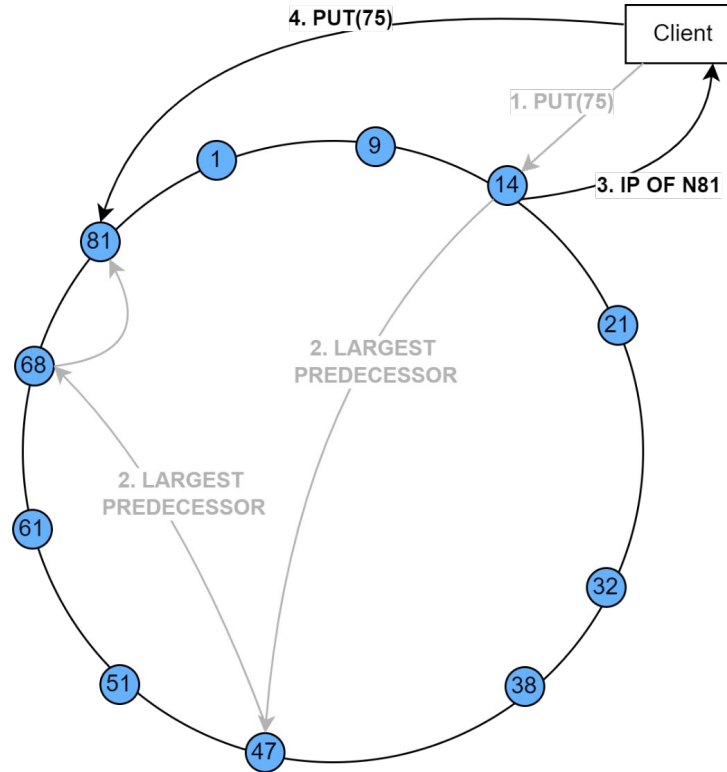 4. PUT(75)
Client
1. PUT(75)
1
9
14
3. IP OF N81
81
21
2. LARGEST
PREDECESSOR
68
2. LARGEST
PREDECESSOR
61
32
51
38
47